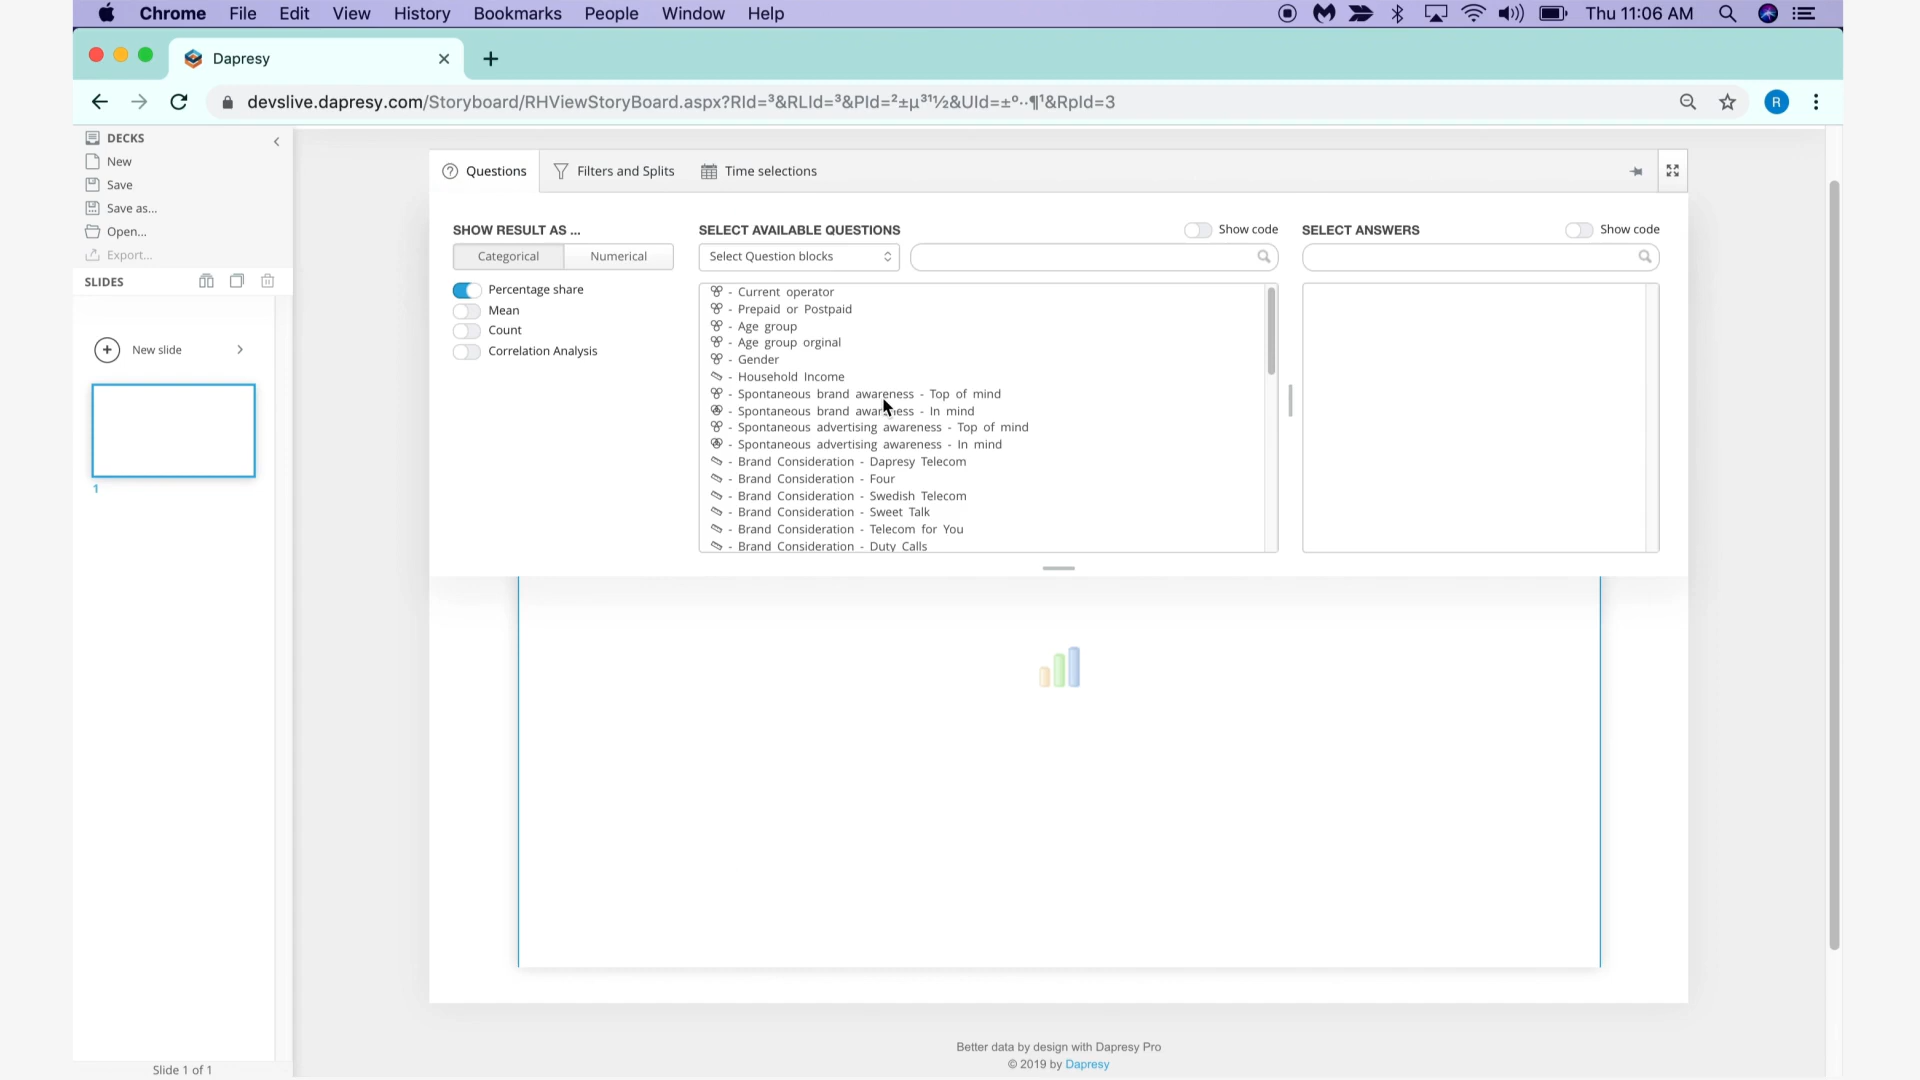 Chrome File Edit View History Bookmarks People Window Help Thu 11:06 AM
Dapresy
devslive.dapresy.com/Storyboard/RHViewStoryBoard.aspx?RId=³&RLId=³&PId=²±µ³¹½&UId=±º··¶¹&RpId=3
R
DECKS
New
Save
Save as...
Open...
Export...
SLIDES
New slide
1
Slide 1 of 1
Questions Filters and Splits Time selections
SHOW RESULT AS ...
Categorical Numerical
Percentage share
Mean
Count
Correlation Analysis
SELECT AVAILABLE QUESTIONS Show code
Select Question blocks
- Current operator
- Prepaid or Postpaid
- Age group
- Age group orginal
- Gender
- Household Income
- Spontaneous brand awareness - Top of mind
- Spontaneous brand awareness - In mind
- Spontaneous advertising awareness - Top of mind
- Spontaneous advertising awareness - In mind
- Brand Consideration - Dapresy Telecom
- Brand Consideration - Four
- Brand Consideration - Swedish Telecom
- Brand Consideration - Sweet Talk
- Brand Consideration - Telecom for You
- Brand Consideration - Duty Calls
SELECT ANSWERS Show code
Better data by design with Dapresy Pro
© 2019 by Dapresy